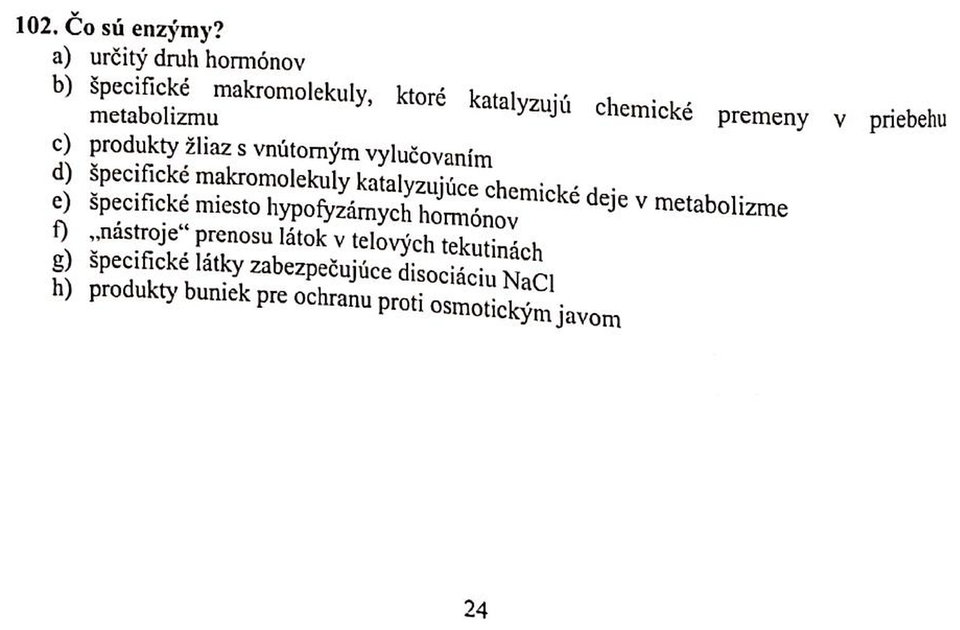 102. Čo sú enzýmy?
a) určitý druh hormónov
b) špecifické makromolekuly, ktoré katalyzujú chemické premeny v priebehu
metabolizmu
c) produkty žliaz s vnútorným vylučovaním
d) špecifické makromolekuly katalyzujúce chemické deje v metabolizme
e) špecifické miesto hypofyzárnych hormónov
f) „nástroje“ prenosu látok v telových tekutinách
g) špecifické látky zabezpečujúce disociáciu NaCl
h) produkty buniek pre ochranu proti osmotickým javom
24